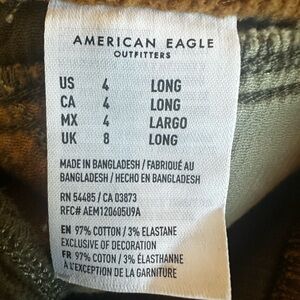 AMERICAN EAGLE
OUTFITTERS
US 4 LONG
CA 4 LONG
MX 4 LARGO
UK 8 LONG
MADE IN BANGLADESH / FABRIQUÉ AU
BANGLADESH / HECHO EN BANGLADESH
RN 54485 / CA 03873
RFC# AEM120605U9A
EN 97% COTTON / 3% ELASTANE
EXCLUSIVE OF DECORATION
FR 97% COTON / 3% ÉLASTHANNE
À L'EXCEPTION DE LA GARNITURE